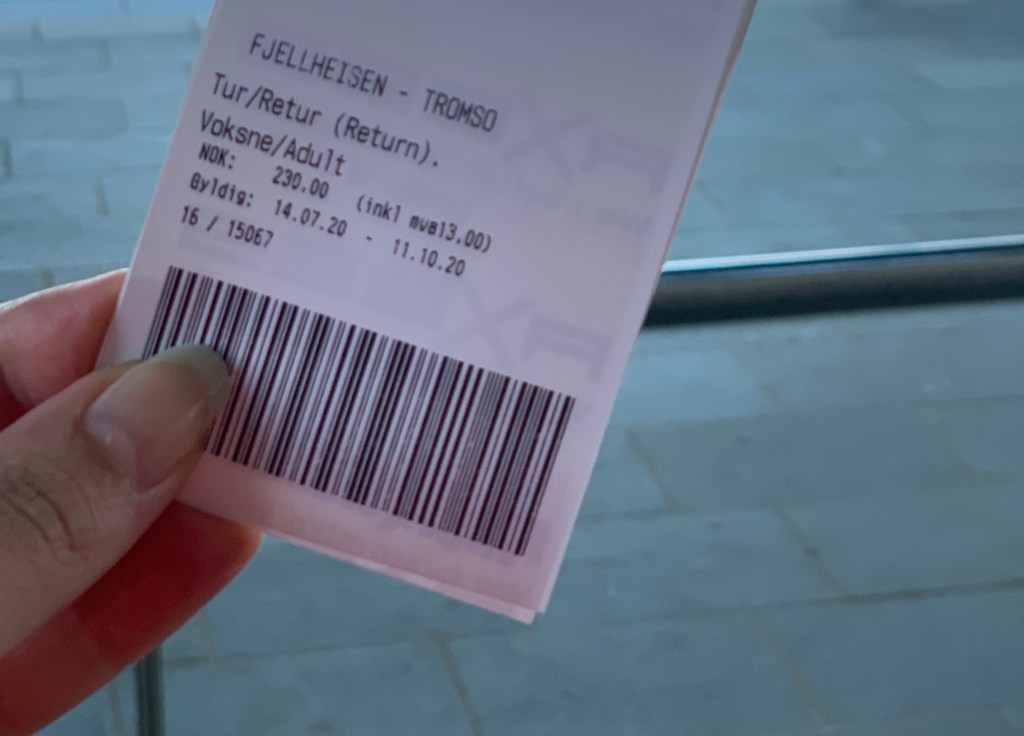 FJELLHEISEN - TROMSO
Tur/Retur (Return).
Voksne/Adult
NOK: 230.00 (inkl mva13,00)
Gyldig: 14.07.20 - 11.10.20
16 / 15067